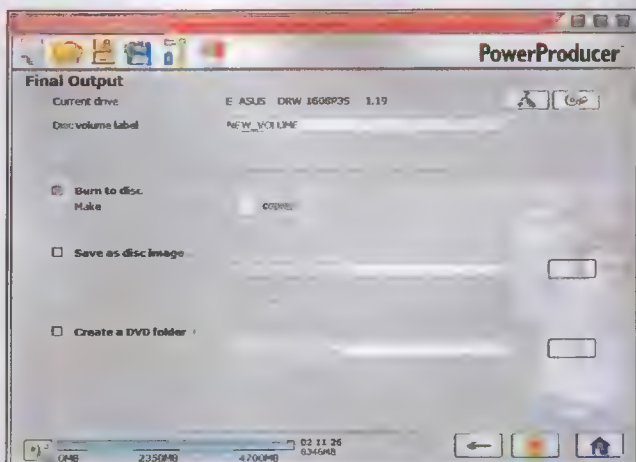 PowerProducer
Final Output
Current drive E ASUS DRW 1608P3S 1.19
Disc volume label NEW_VOLUME
Burn to disc
Make copies
Save as disc image
Create a DVD folder
02 11 26
0MB 2350MB 4700MB 8346MB